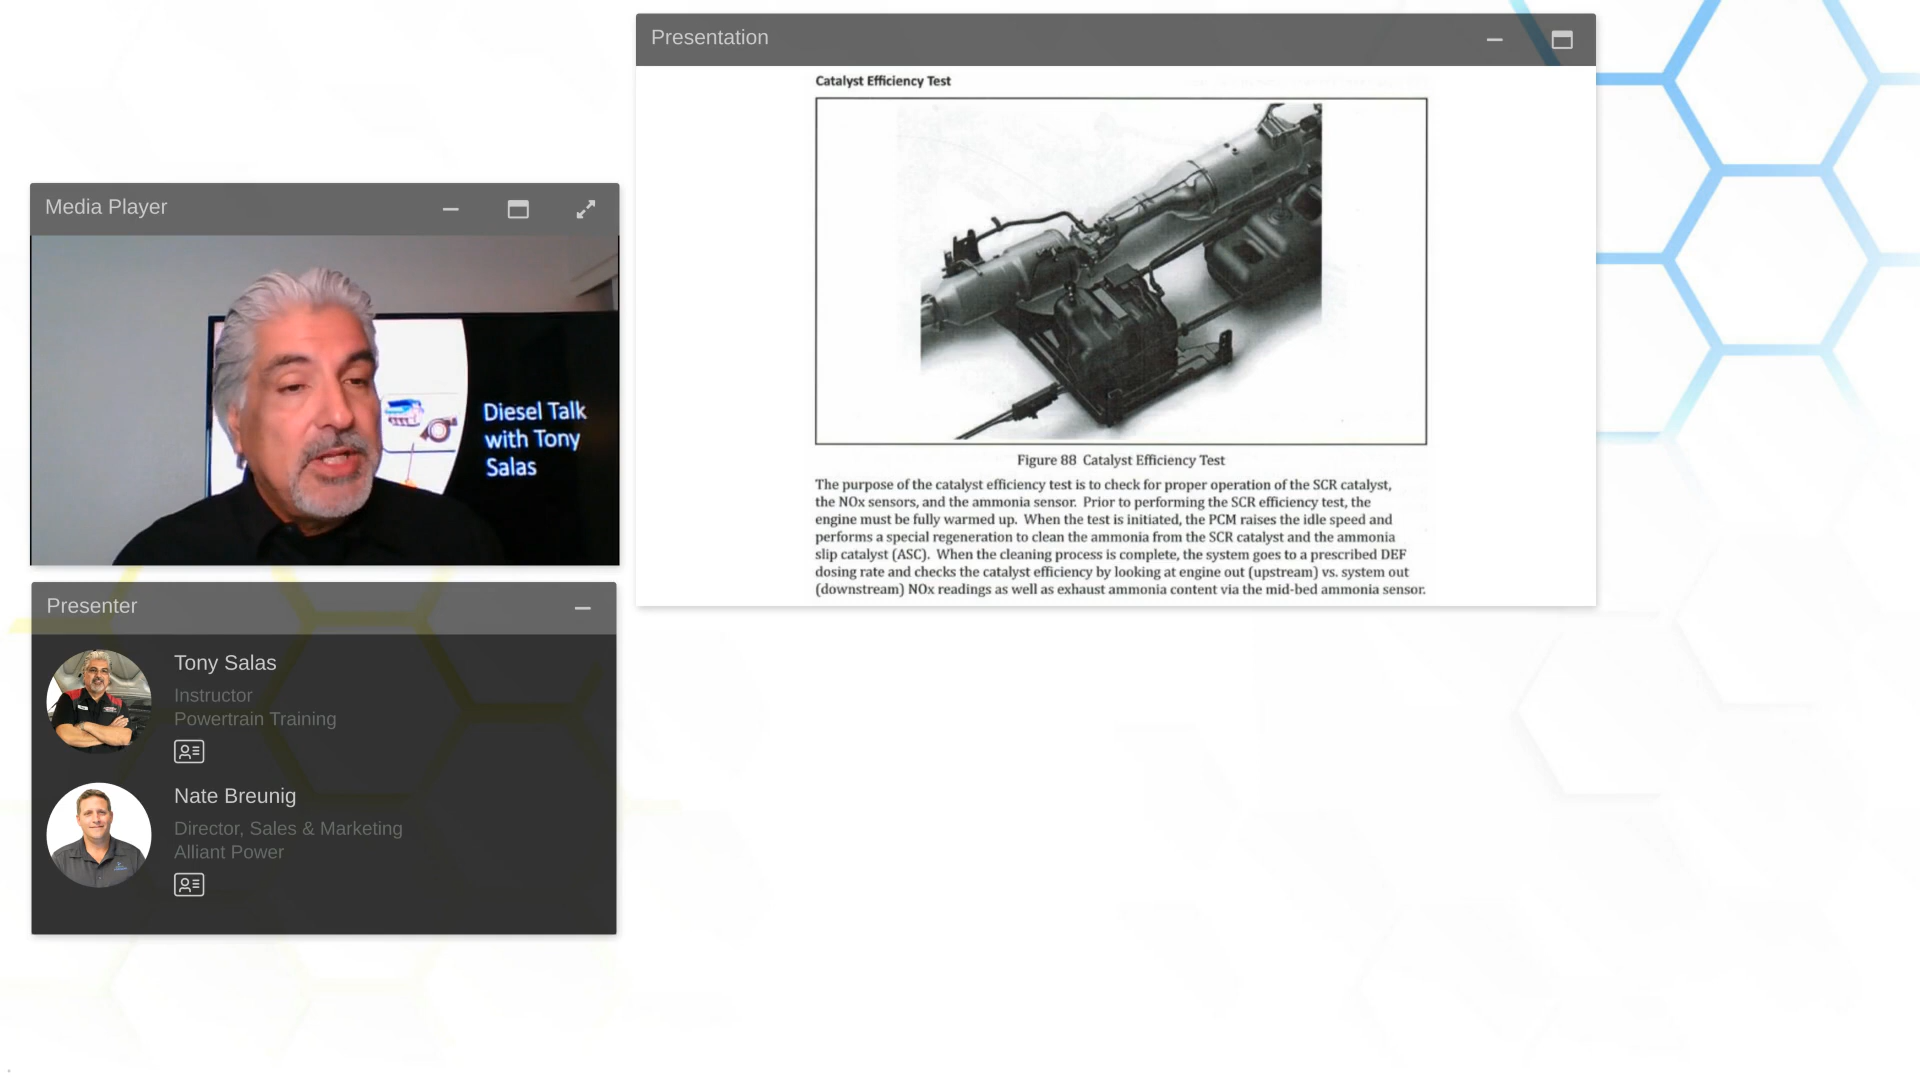 Presentation
Catalyst Efficiency Test
Figure 88 Catalyst Efficiency Test
The purpose of the catalyst efficiency test is to check for proper operation of the SCR catalyst,
the NOx sensors, and the ammonia sensor. Prior to performing the SCR efficiency test, the
engine must be fully warmed up. When the test is initiated, the PCM raises the idle speed and
performs a special regeneration to clean the ammonia from the SCR catalyst and the ammonia
slip catalyst (ASC). When the cleaning process is complete, the system goes to a prescribed DEF
dosing rate and checks the catalyst efficiency by looking at engine out (upstream) vs. system out
(downstream) NOx readings as well as exhaust ammonia content via the mid-bed ammonia sensor.
Media Player
Diesel Talk
with Tony
Salas
Presenter
Tony Salas
Instructor
Powertrain Training
Nate Breunig
Director, Sales & Marketing
Alliant Power